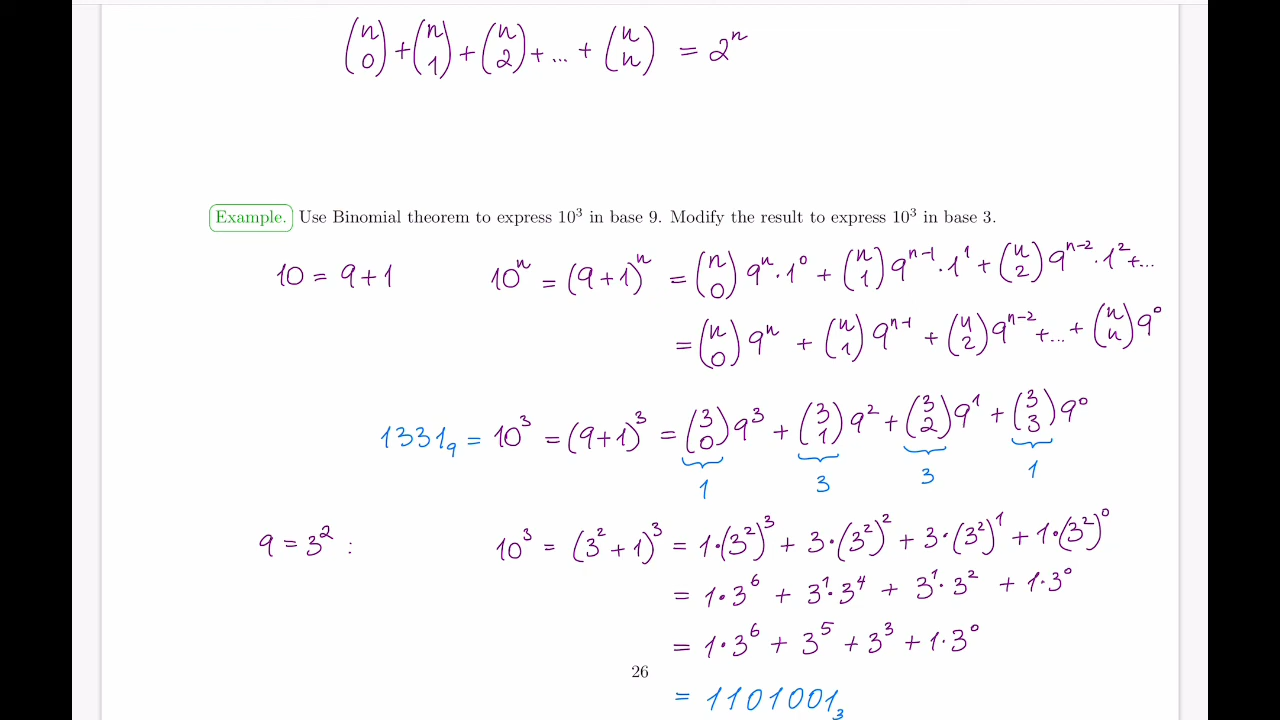 (n 0) + (n 1) + (n 2) + ... + (n n) = 2^n
Example. Use Binomial theorem to express 10^3 in base 9. Modify the result to express 10^3 in base 3.
10 = 9 + 1 10^n = (9+1)^n = (n 0) 9^n · 1^0 + (n 1) 9^{n-1} · 1^1 + (n 2) 9^{n-2} · 1^2 + ...
= (n 0) 9^n + (n 1) 9^{n-1} + (n 2) 9^{n-2} + ... + (n n) 9^0
1331_9 = 10^3 = (9+1)^3 = (3 0) 9^3 + (3 1) 9^2 + (3 2) 9^1 + (3 3) 9^0
1 3 3 1
9 = 3^2 : 10^3 = (3^2 + 1)^3 = 1·(3^2)^3 + 3·(3^2)^2 + 3·(3^2)^1 + 1·(3^2)^0
= 1·3^6 + 3^1·3^4 + 3^1·3^2 + 1·3^0
= 1·3^6 + 3^5 + 3^3 + 1·3^0
26
= 1101001_3